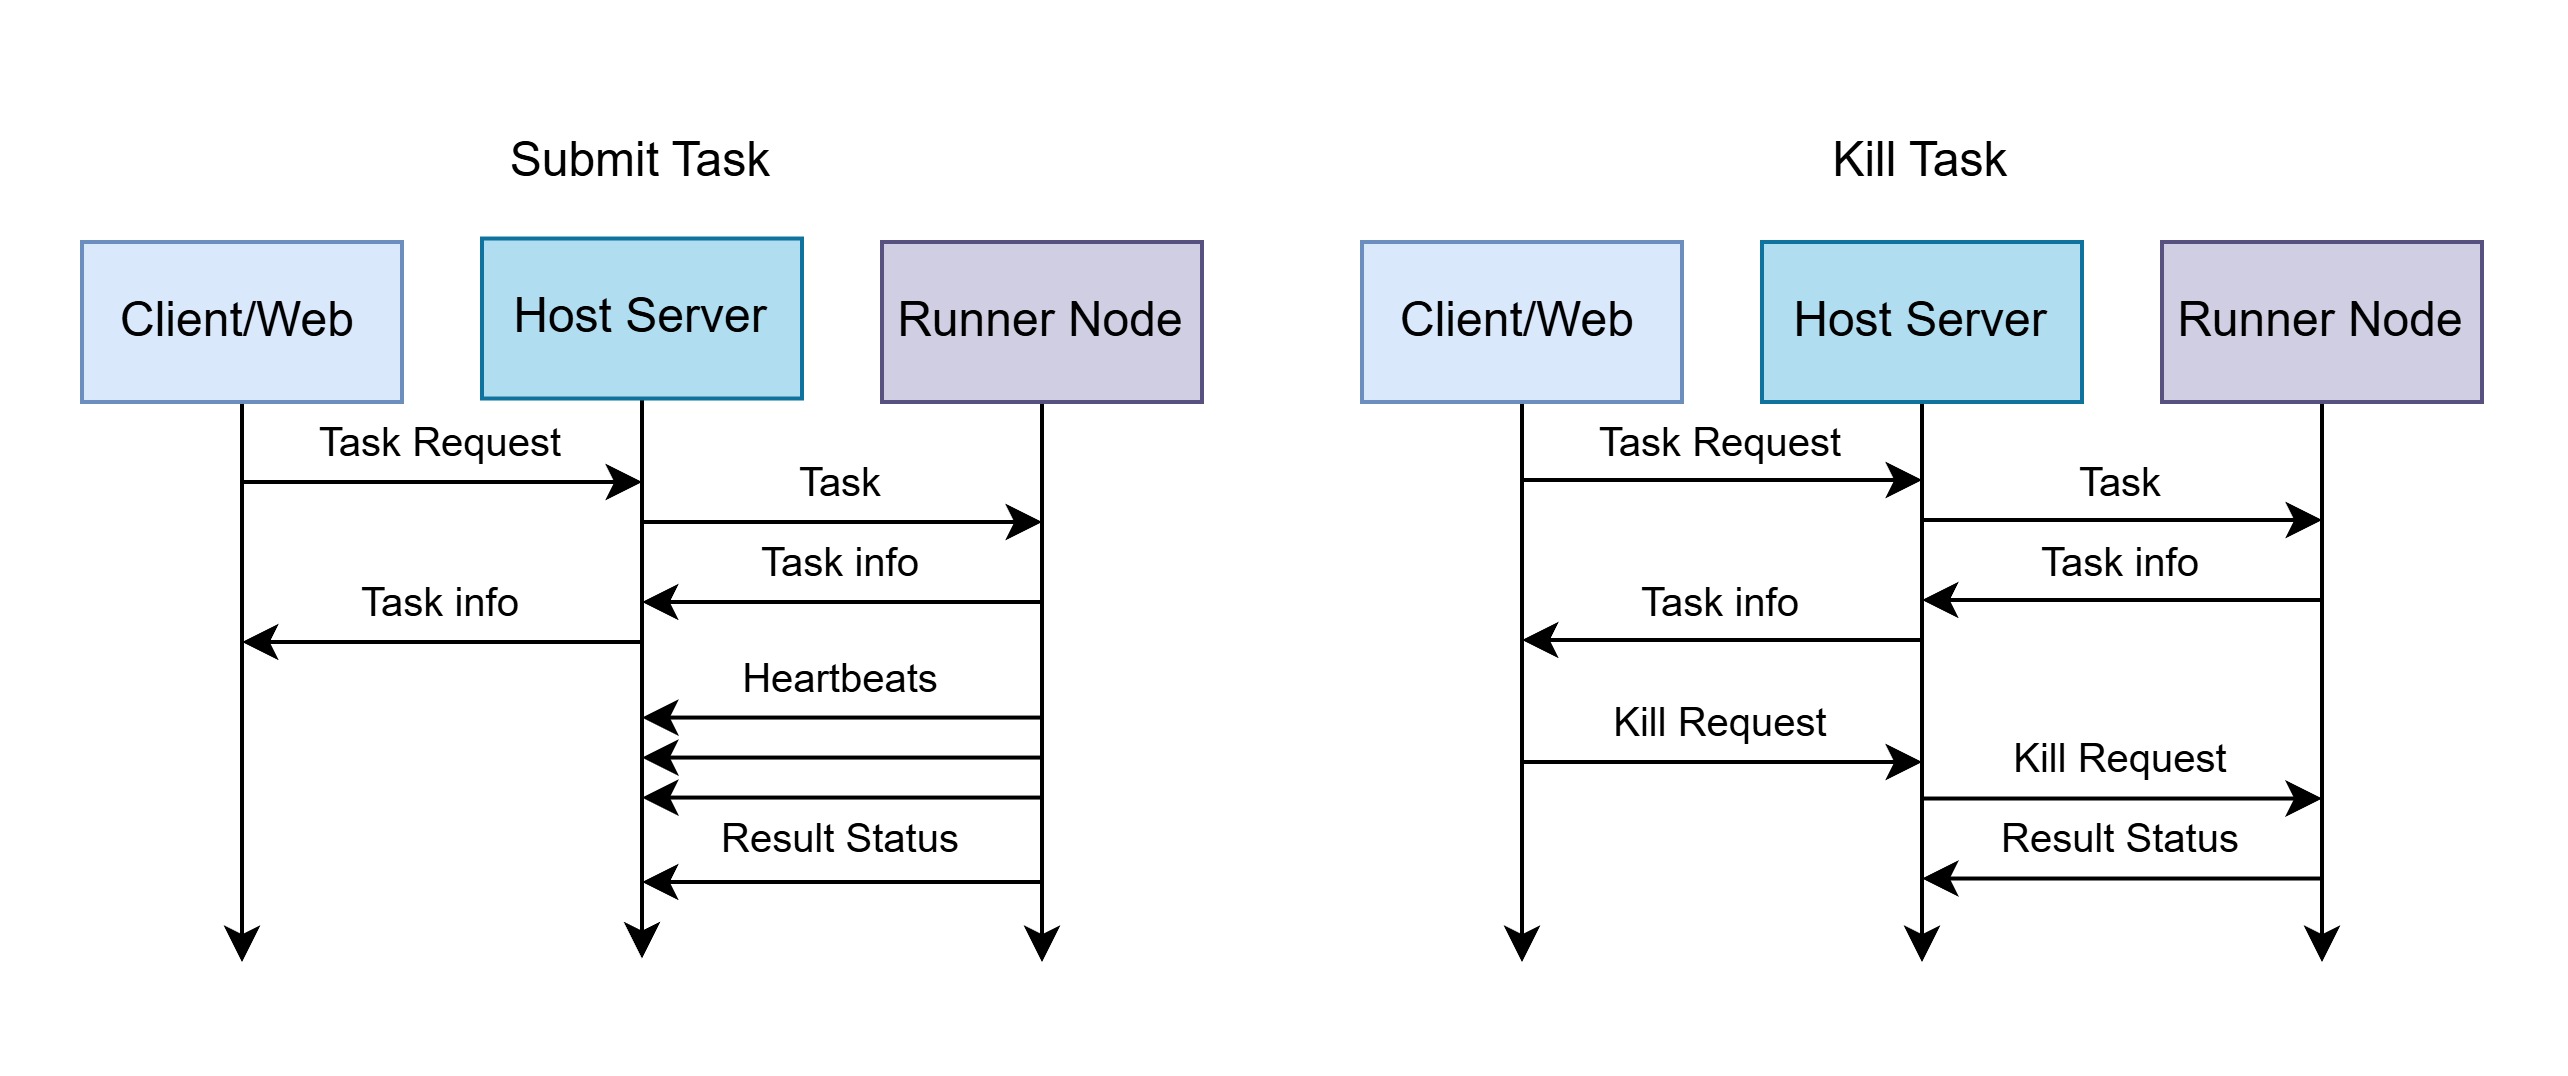 Submit Task
Client/Web
Host Server
Runner Node
Task Request
Task
Task info
Task info
Heartbeats
Result Status
Kill Task
Client/Web
Host Server
Runner Node
Task Request
Task
Task info
Task info
Kill Request
Kill Request
Result Status